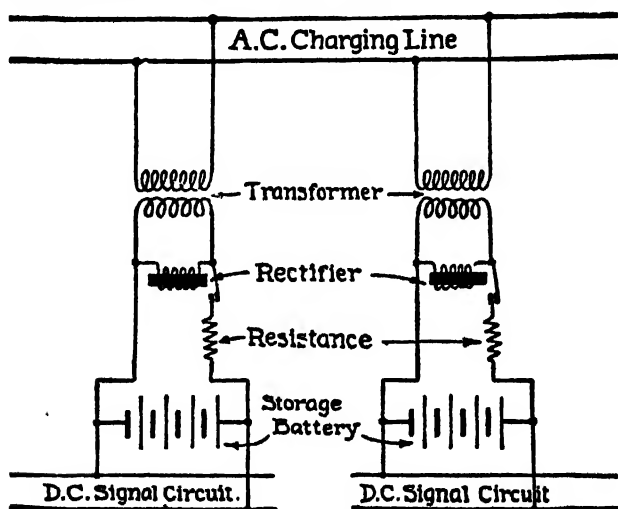 A.C. Charging Line
Transformer
Rectifier
Resistance
Storage
Battery
D.C. Signal Circuit.
D.C. Signal Circuit